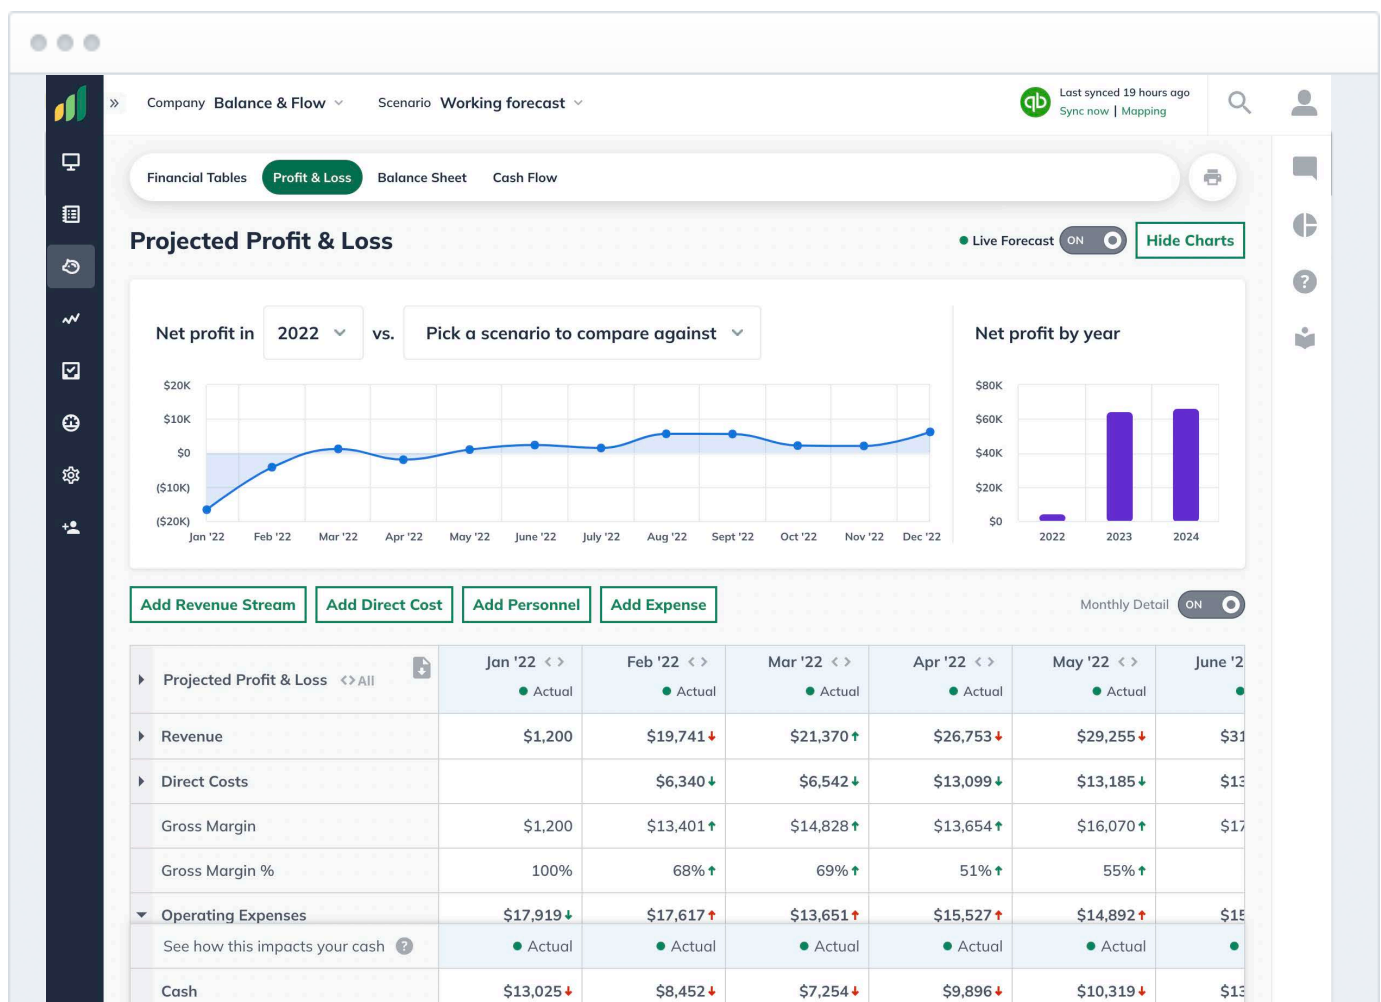 Company Balance & Flow Scenario Working forecast
qb Last synced 19 hours ago
Sync now | Mapping
Financial Tables Profit & Loss Balance Sheet Cash Flow
Projected Profit & Loss Live Forecast ON Hide Charts
Net profit in 2022 vs. Pick a scenario to compare against
$20K
$10K
$0
($10K)
($20K)
Jan '22 Feb '22 Mar '22 Apr '22 May '22 June '22 July '22 Aug '22 Sept '22 Oct '22 Nov '22 Dec '22
Net profit by year
$80K
$60K
$40K
$20K
$0
2022 2023 2024
Add Revenue Stream Add Direct Cost Add Personnel Add Expense Monthly Detail ON
Projected Profit & Loss <>All Jan '22 <> Feb '22 <> Mar '22 <> Apr '22 <> May '22 <> June '2
Actual Actual Actual Actual Actual
Revenue $1,200 $19,741 $21,370 $26,753 $29,255 $31
Direct Costs $6,340 $6,542 $13,099 $13,185 $13
Gross Margin $1,200 $13,401 $14,828 $13,654 $16,070 $17
Gross Margin % 100% 68% 69% 51% 55%
Operating Expenses $17,919 $17,617 $13,651 $15,527 $14,892 $15
See how this impacts your cash ? Actual Actual Actual Actual Actual
Cash $13,025 $8,452 $7,254 $9,896 $10,319 $13